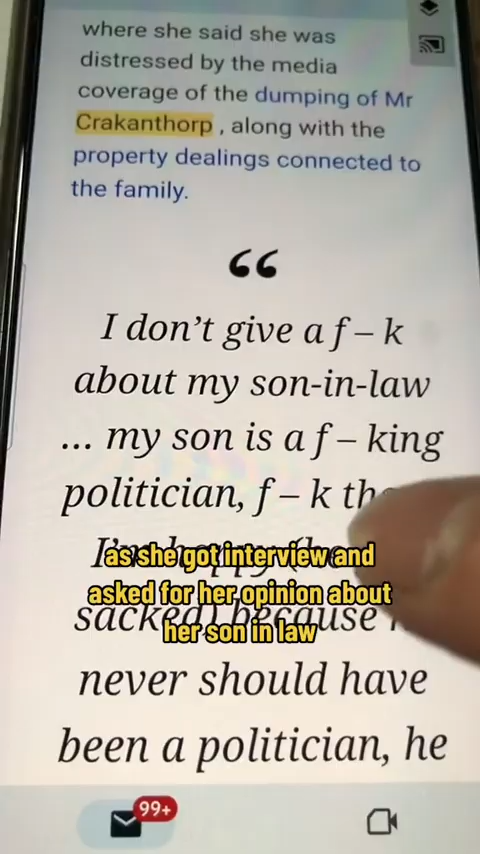 where she said she was
distressed by the media
coverage of the dumping of Mr
Crakanthorp , along with the
property dealings connected to
the family.
“
I don’t give a f – k
about my son-in-law
... my son is a f – king
politician, f – k
as she got interview and
asked for her opinion about
her son in law
sacked) because
never should have
been a politician, he
99+